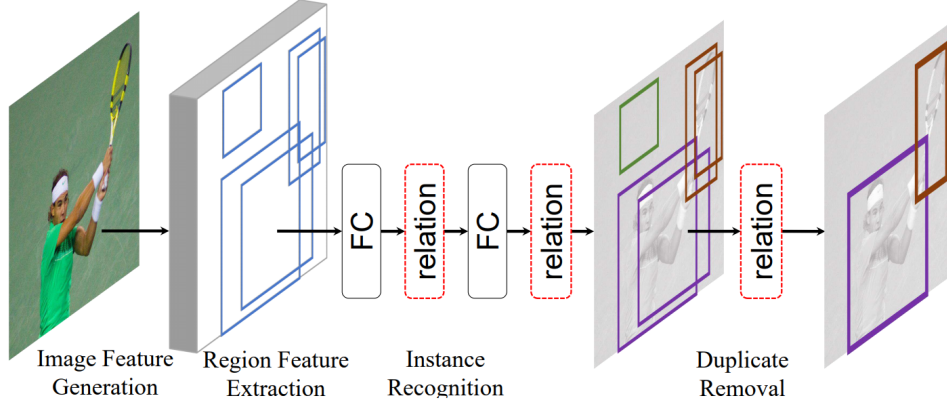 FC
relation
FC
relation
relation
Image Feature
Generation
Region Feature
Extraction
Instance
Recognition
Duplicate
Removal